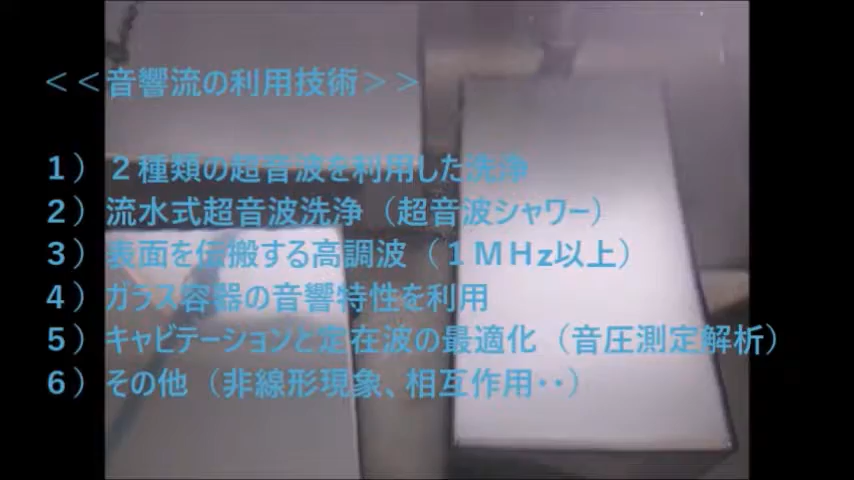 ＜＜音響流の利用技術＞＞
１）２種類の超音波を利用した洗浄
２）流水式超音波洗浄（超音波シャワー）
３）表面を伝搬する高調波（１ＭＨz以上）
４）ガラス容器の音響特性を利用
５）キャビテーションと定在波の最適化（音圧測定解析）
６）その他（非線形現象、相互作用・・）